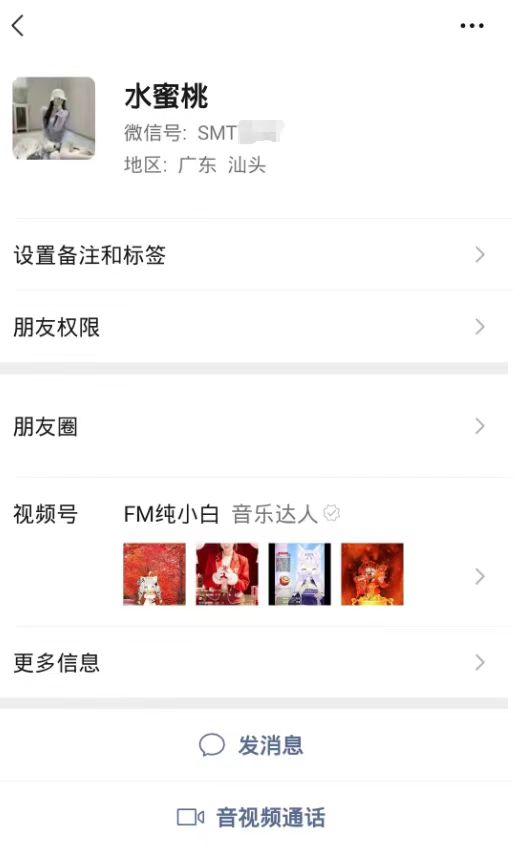 水蜜桃
微信号: SMT
地区: 广东 汕头
设置备注和标签
朋友权限
朋友圈
视频号 FM纯小白 音乐达人
更多信息
发消息
音视频通话